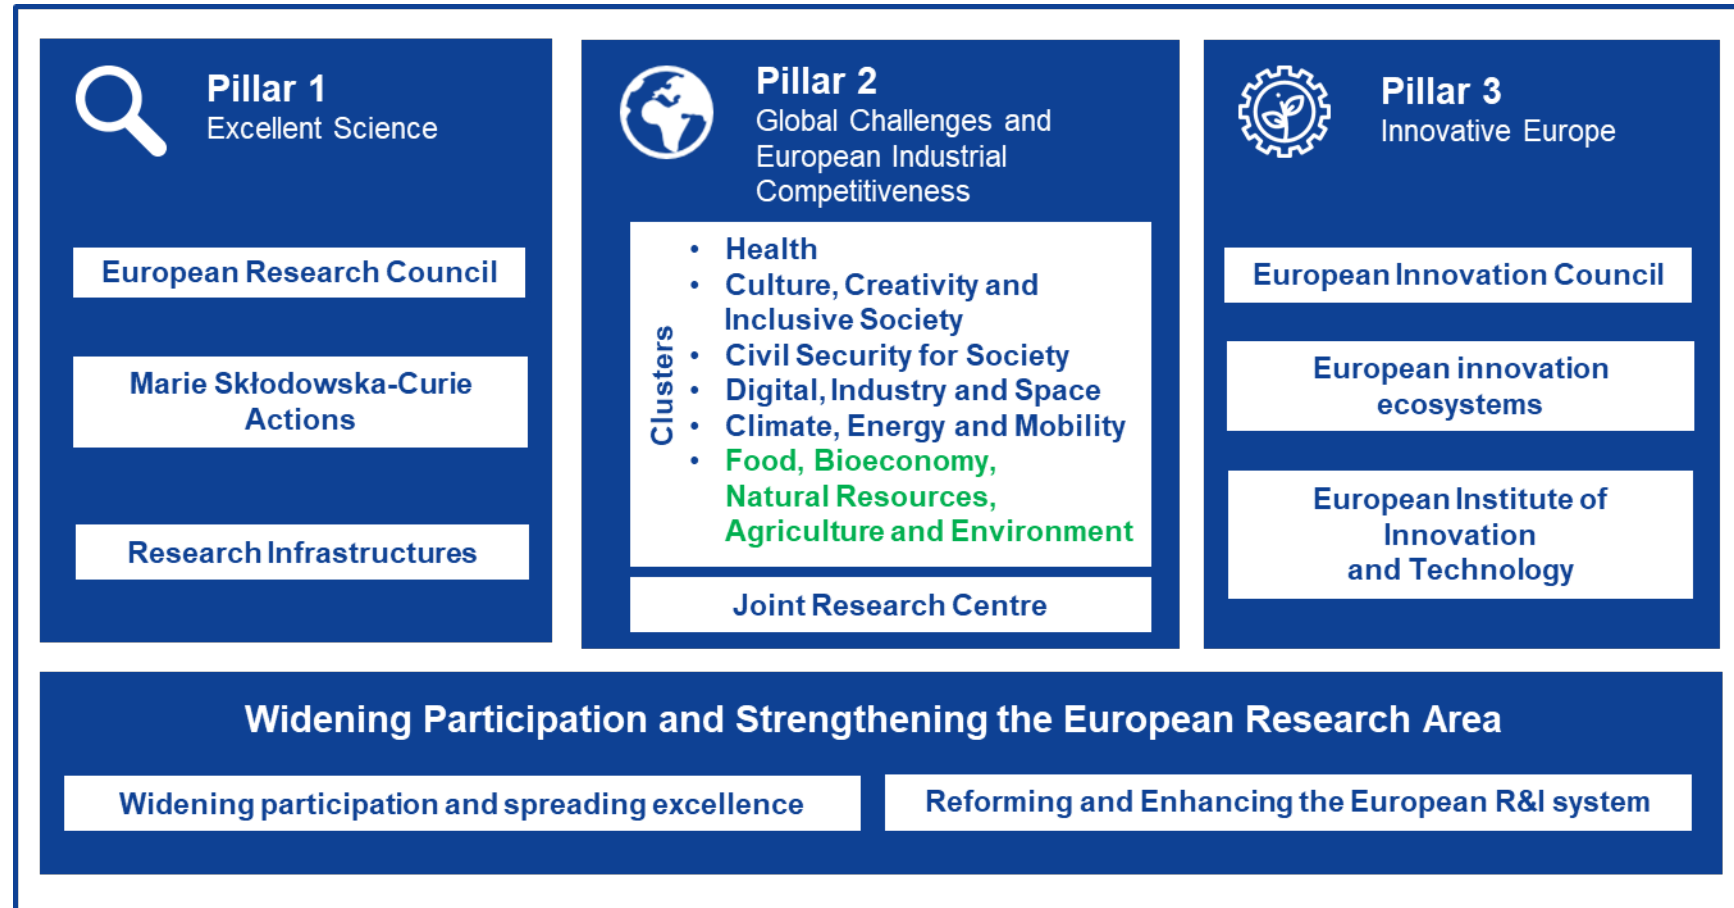 Pillar 1
Excellent Science
European Research Council
Marie Skłodowska-Curie
Actions
Research Infrastructures
Pillar 2
Global Challenges and
European Industrial
Competitiveness
Clusters
• Health
• Culture, Creativity and
Inclusive Society
• Civil Security for Society
• Digital, Industry and Space
• Climate, Energy and Mobility
• Food, Bioeconomy,
Natural Resources,
Agriculture and Environment
Joint Research Centre
Pillar 3
Innovative Europe
European Innovation Council
European innovation
ecosystems
European Institute of
Innovation
and Technology
Widening Participation and Strengthening the European Research Area
Widening participation and spreading excellence
Reforming and Enhancing the European R&I system